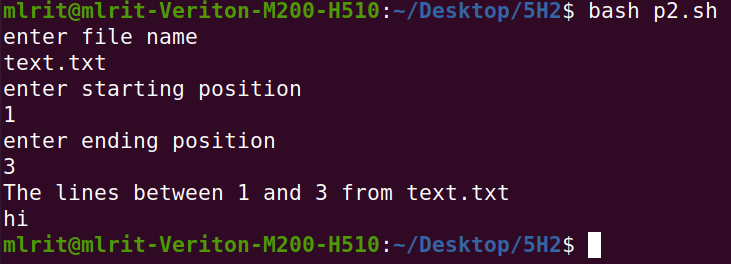 mlrit@mlrit-Veriton-M200-H510:~/Desktop/5H2$ bash p2.sh
enter file name
text.txt
enter starting position
1
enter ending position
3
The lines between 1 and 3 from text.txt
hi
mlrit@mlrit-Veriton-M200-H510:~/Desktop/5H2$